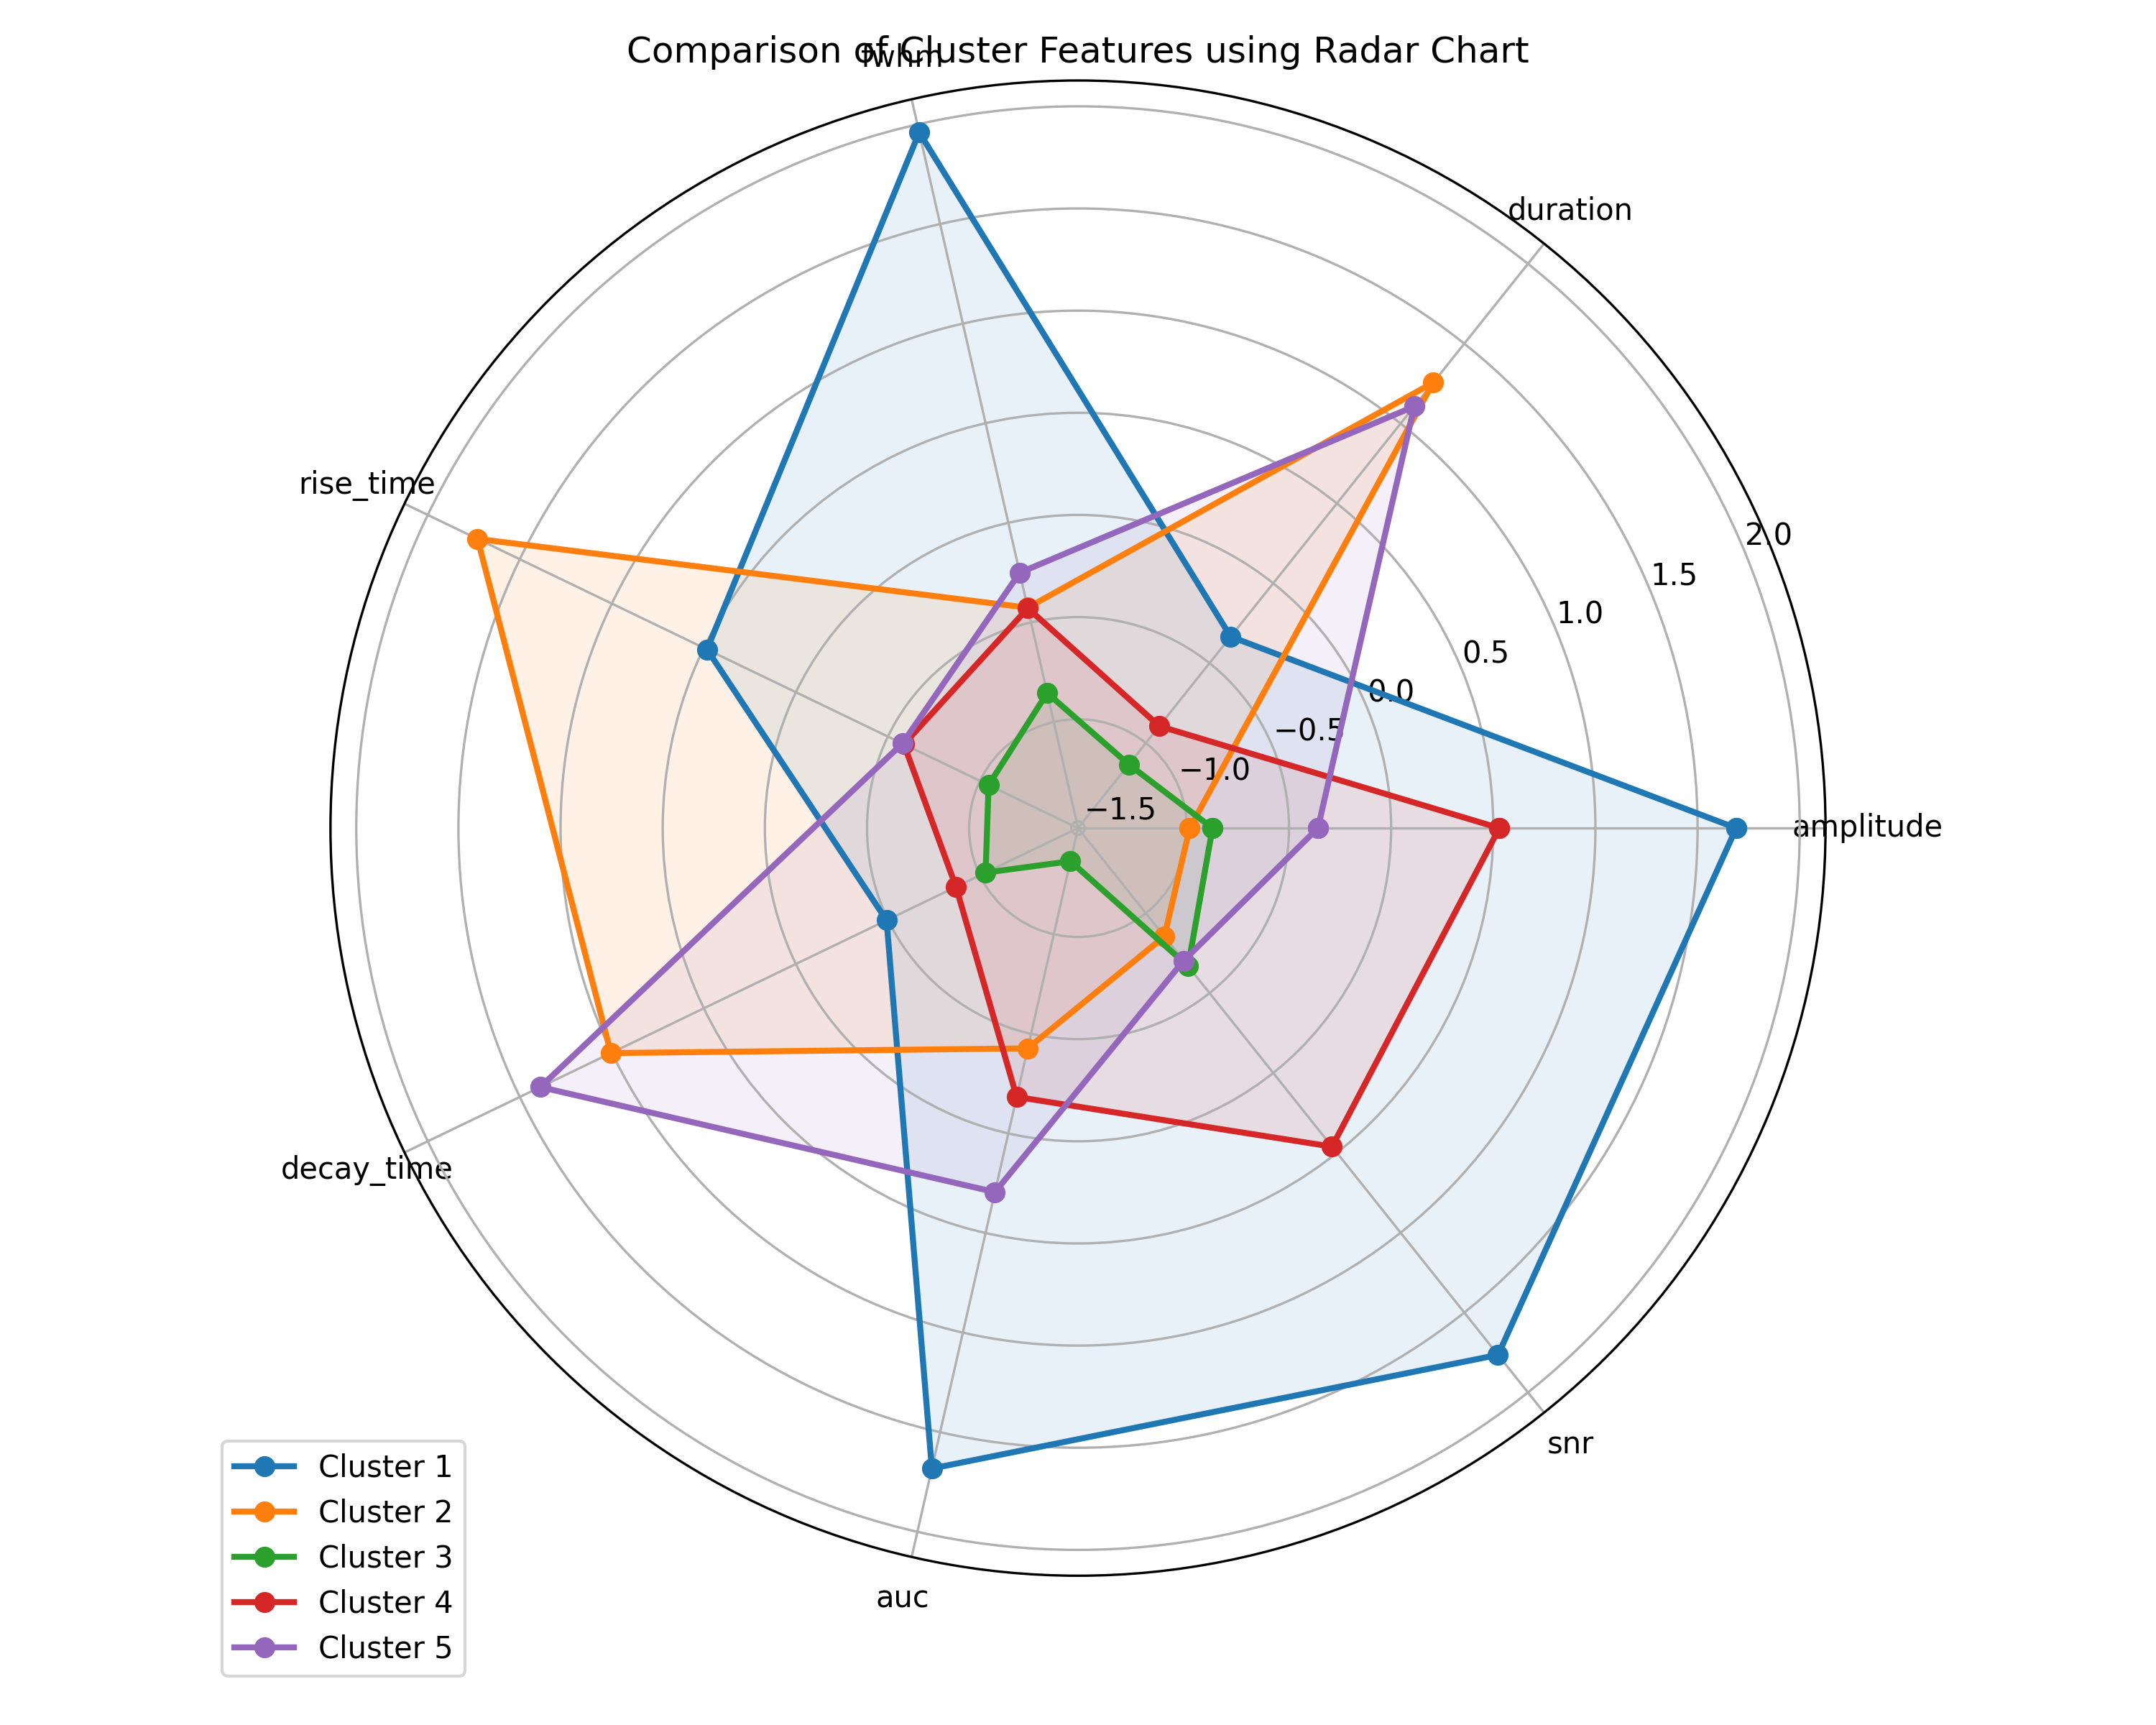 Comparison of Cluster Features using Radar Chart
fwhm
duration
rise_time
2.0
1.5
1.0
0.5
0.0
−0.5
−1.0
−1.5
amplitude
decay_time
snr
auc
Cluster 1
Cluster 2
Cluster 3
Cluster 4
Cluster 5